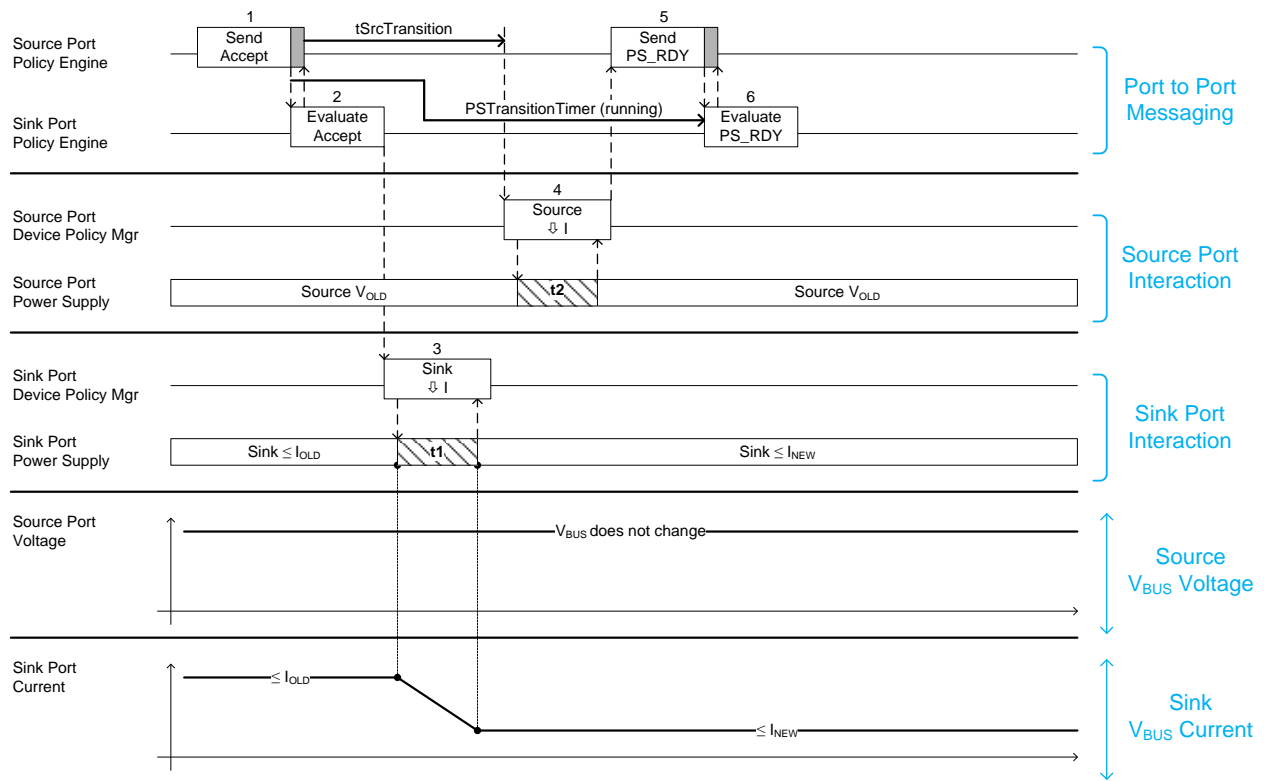 1
Send
Accept
tSrcTransition
5
Send
PS_RDY
Source Port
Policy Engine
2
Evaluate
Accept
PSTransitionTimer (running)
6
Evaluate
PS_RDY
Sink Port
Policy Engine
Port to Port
Messaging
Source Port
Device Policy Mgr
4
Source
⇩ I
Source Port
Power Supply
Source VOLD
t2
Source VOLD
Source Port
Interaction
Sink Port
Device Policy Mgr
3
Sink
⇩ I
Sink Port
Power Supply
Sink ≤ IOLD
t1
Sink ≤ INEW
Sink Port
Interaction
Source Port
Voltage
VBUS does not change
Source
VBUS Voltage
Sink Port
Current
≤ IOLD
≤ INEW
Sink
VBUS Current